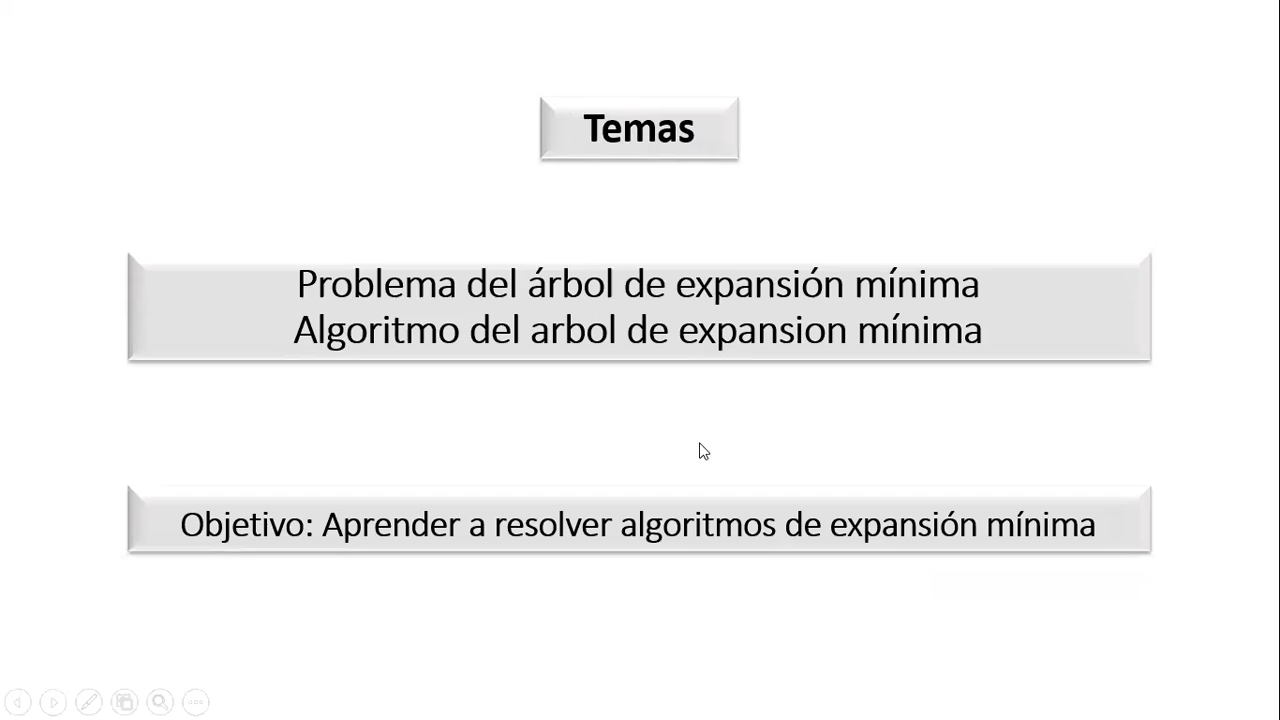 Temas
Problema del árbol de expansión mínima
Algoritmo del arbol de expansion mínima
Objetivo: Aprender a resolver algoritmos de expansión mínima